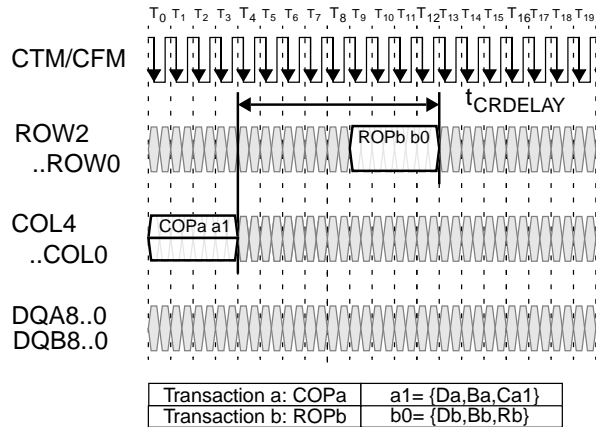 T0 T1 T2 T3 T4 T5 T6 T7 T8 T9 T10 T11 T12 T13 T14 T15 T16 T17 T18 T19
CTM/CFM
tCRDELAY
ROW2
..ROW0
ROPb b0
COL4
..COL0
COPa a1
DQA8..0
DQB8..0
Transaction a: COPa a1= {Da,Ba,Ca1}
Transaction b: ROPb b0= {Db,Bb,Rb}